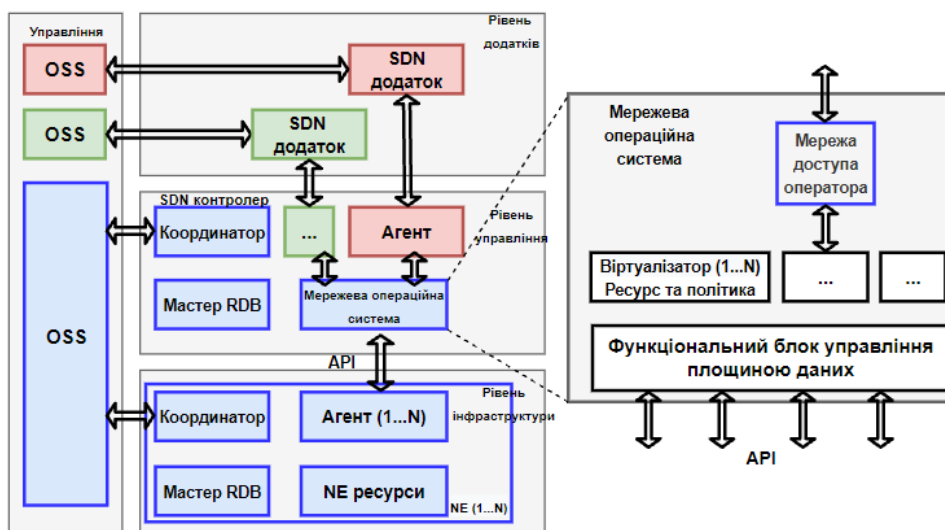 Управління
OSS
OSS
OSS
Рівень
додатків
SDN
додаток
SDN
додаток
SDN контролер
Координатор
...
Агент
Рівень
управління
Мастер RDB
Мережева операційна
система
API
Рівень
інфраструктури
Координатор
Агент (1...N)
Мастер RDB
NE ресурси
NE (1...N)
Мережева
операційна
система
Мережа
доступа
оператора
Віртуалізатор (1...N)
Ресурс та політика
...
...
Функціональний блок управління
площиною даних
API